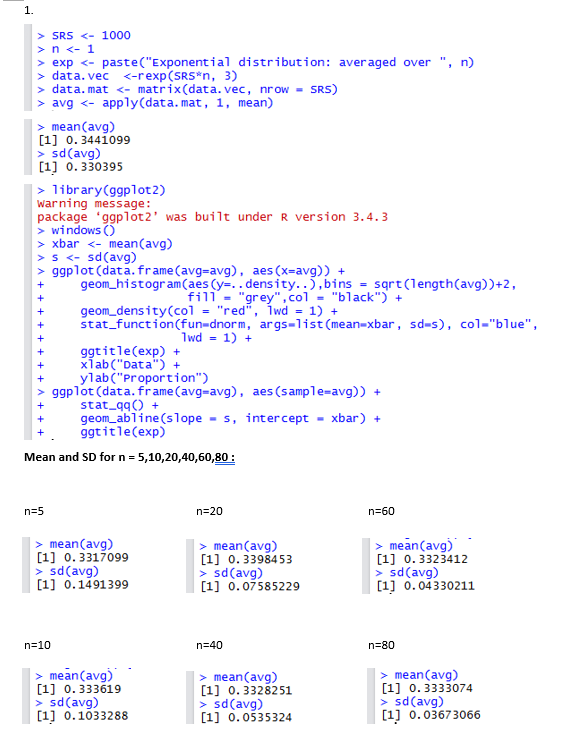 1.
> SRS <- 1000
> n <- 1
> exp <- paste("Exponential distribution: averaged over ", n)
> data.vec  <-rexp(SRS*n, 3)
> data.mat <- matrix(data.vec, nrow = SRS)
> avg <- apply(data.mat, 1, mean)
> mean(avg)
[1] 0.3441099
> sd(avg)
[1] 0.330395
> library(ggplot2)
Warning message:
package ‘ggplot2’ was built under R version 3.4.3
> windows()
> xbar <- mean(avg)
> s <- sd(avg)
> ggplot(data.frame(avg=avg), aes(x=avg)) +
+     geom_histogram(aes(y=..density..),bins = sqrt(length(avg))+2,
+                    fill = "grey",col = "black") +
+     geom_density(col = "red", lwd = 1) +
+     stat_function(fun=dnorm, args=list(mean=xbar, sd=s), col="blue",
+                   lwd = 1) +
+     ggtitle(exp) +
+     xlab("Data") +
+     ylab("Proportion")
> ggplot(data.frame(avg=avg), aes(sample=avg)) +
+     stat_qq() +
+     geom_abline(slope = s, intercept = xbar) +
+     ggtitle(exp)
Mean and SD for n = 5,10,20,40,60,80 :
n=5
> mean(avg)
[1] 0.3317099
> sd(avg)
[1] 0.1491399
n=20
> mean(avg)
[1] 0.3398453
> sd(avg)
[1] 0.07585229
n=60
> mean(avg)
[1] 0.3323412
> sd(avg)
[1] 0.04330211
n=10
> mean(avg)
[1] 0.333619
> sd(avg)
[1] 0.1033288
n=40
> mean(avg)
[1] 0.3328251
> sd(avg)
[1] 0.0535324
n=80
> mean(avg)
[1] 0.3333074
> sd(avg)
[1] 0.03673066